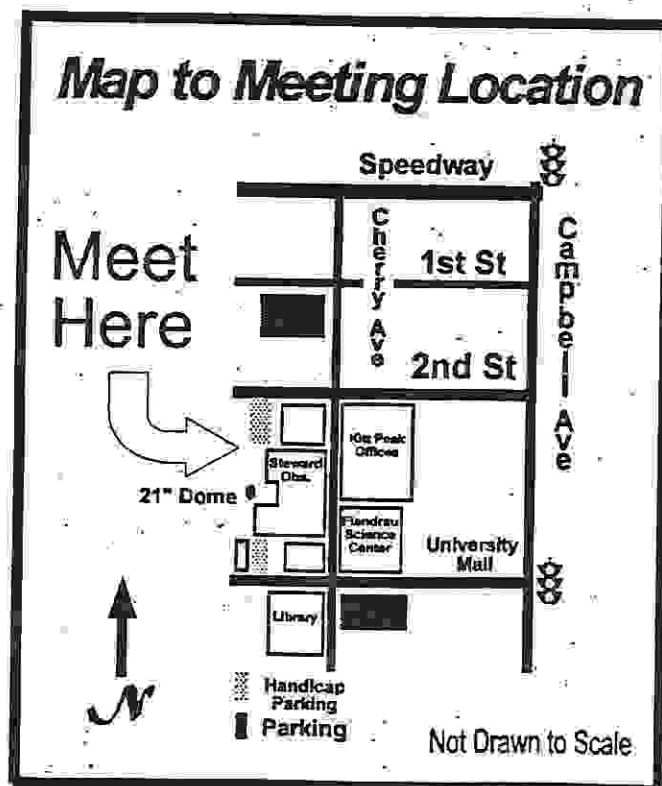 Map to Meeting Location
Speedway
Cherry Ave
Campbell Ave
1st St
Meet
Here
2nd St
Kitt Peak
Offices
Steward
Obs.
21" Dome
Flandrau
Science
Center
University
Mall
Library
N
Handicap
Parking
Parking
Not Drawn to Scale